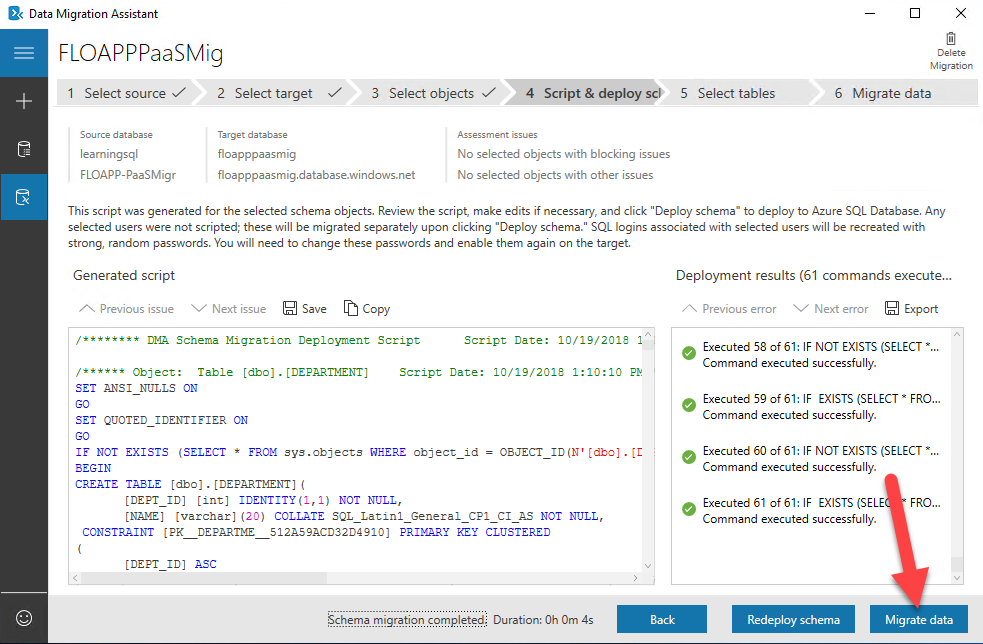 Data Migration Assistant
FLOAPPPaaSMig
Delete
Migration
1 Select source
2 Select target
3 Select objects
4 Script & deploy scl
5 Select tables
6 Migrate data
Source database
learningsql
FLOAPP-PaaSMigr
Target database
floapppaasmig
floapppaasmig.database.windows.net
Assessment issues
No selected objects with blocking issues
No selected objects with other issues
This script was generated for the selected schema objects. Review the script, make edits if necessary, and click "Deploy schema" to deploy to Azure SQL Database. Any
selected users were not scripted; these will be migrated separately upon clicking "Deploy schema." SQL logins associated with selected users will be recreated with
strong, random passwords. You will need to change these passwords and enable them again on the target.
Generated script
Previous issue
Next issue
Save
Copy
/******** DMA Schema Migration Deployment Script      Script Date: 10/19/2018 1
/****** Object:  Table [dbo].[DEPARTMENT]    Script Date: 10/19/2018 1:10:10 PM
SET ANSI_NULLS ON
GO
SET QUOTED_IDENTIFIER ON
GO
IF NOT EXISTS (SELECT * FROM sys.objects WHERE object_id = OBJECT_ID(N'[dbo].[D
BEGIN
CREATE TABLE [dbo].[DEPARTMENT](
[DEPT_ID] [int] IDENTITY(1,1) NOT NULL,
[NAME] [varchar](20) COLLATE SQL_Latin1_General_CP1_CI_AS NOT NULL,
CONSTRAINT [PK__DEPARTME__512A59ACD32D4910] PRIMARY KEY CLUSTERED
(
[DEPT_ID] ASC
Deployment results (61 commands execute...
Previous error
Next error
Export
Executed 58 of 61: IF NOT EXISTS (SELECT *...
Command executed successfully.
Executed 59 of 61: IF  EXISTS (SELECT * FRO...
Command executed successfully.
Executed 60 of 61: IF NOT EXISTS (SELECT *...
Command executed successfully.
Executed 61 of 61: IF  EXISTS (SELECT * FRO...
Command executed successfully.
Schema migration completed.
Duration: 0h 0m 4s
Back
Redeploy schema
Migrate data